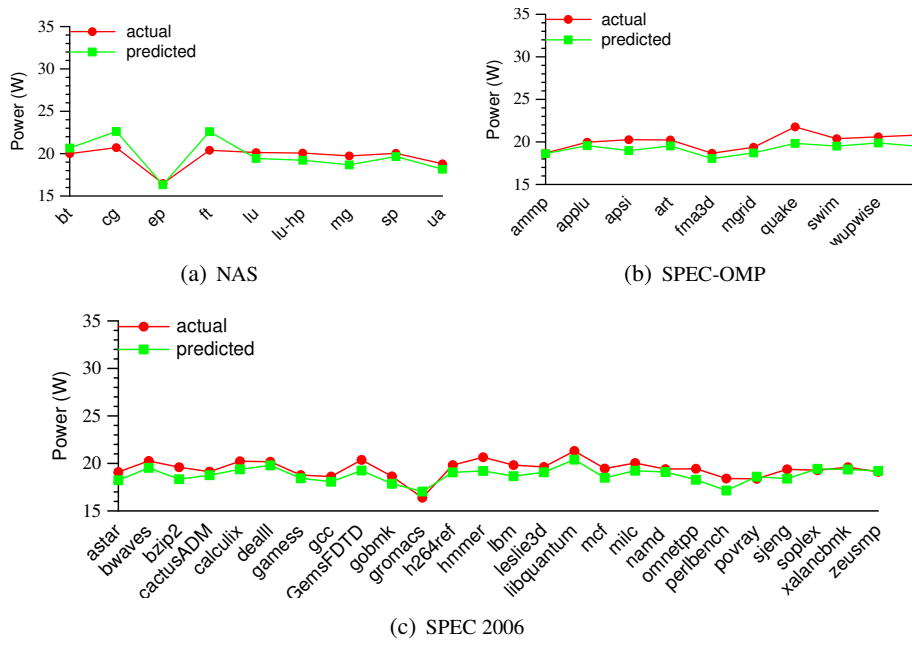 actual
predicted
35
30
25
20
15
Power (W)
bt
cg
ep
ft
lu
lu-hp
mg
sp
ua
(a) NAS
actual
predicted
35
30
25
20
15
Power (W)
ammp
applu
apsi
art
fma3d
mgrid
quake
swim
wupwise
(b) SPEC-OMP
actual
predicted
35
30
25
20
15
Power (W)
astar
bwaves
bzip2
cactusADM
calculix
dealII
gamess
gcc
GemsFDTD
gobmk
gromacs
h264ref
hmmer
lbm
leslie3d
libquantum
mcf
milc
namd
omnetpp
perlbench
povray
sjeng
soplex
xalancbmk
zeusmp
(c) SPEC 2006